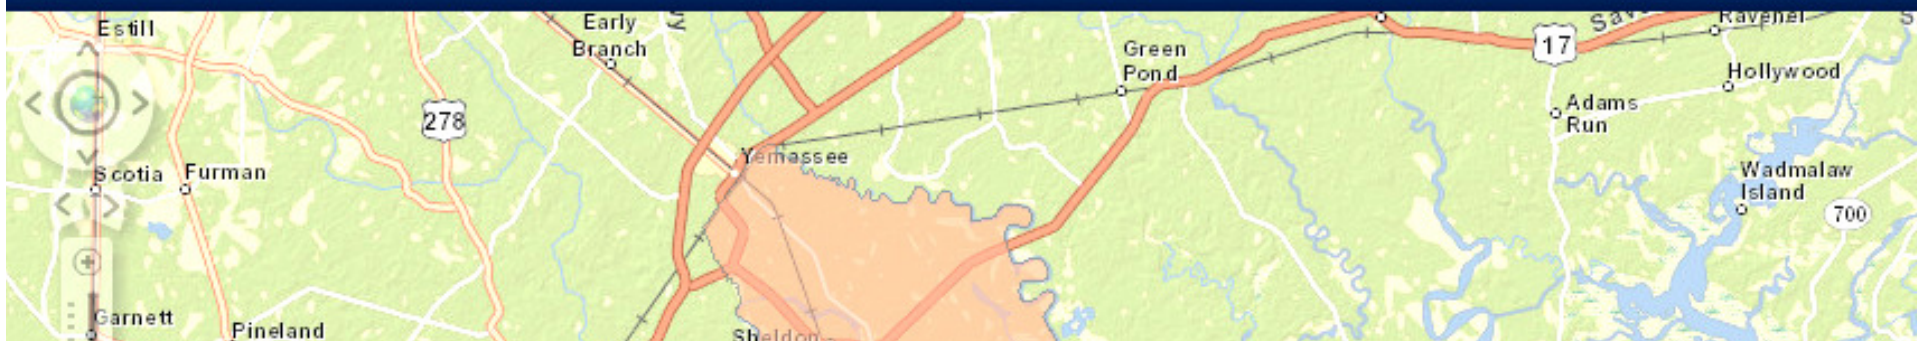 Estill
Early
Branch
Green
Pond
17
Ravenel
Hollywood
278
Adams
Run
Yemassee
Scotia
Furman
Wadmalaw
Island
700
Garnett
Pineland
Sheldon